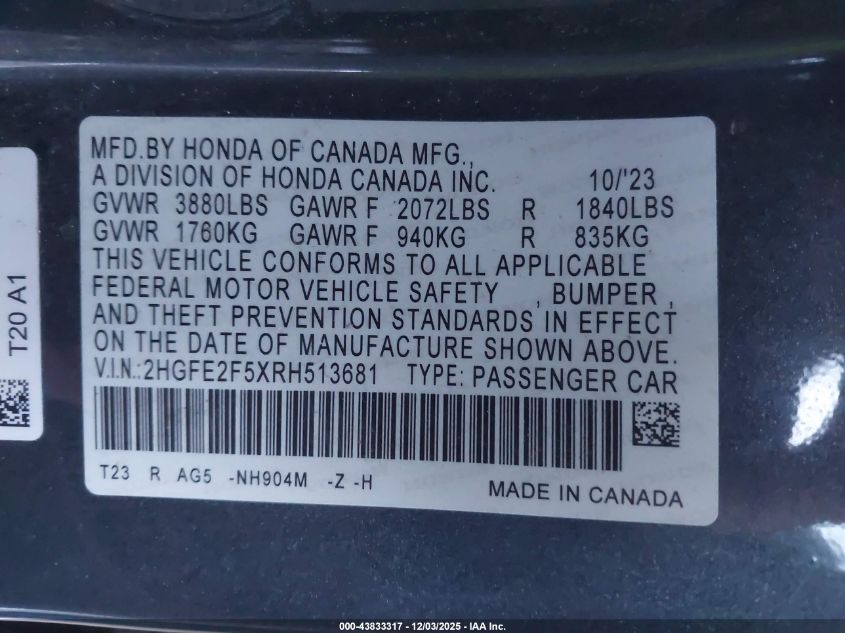 MFD.BY HONDA OF CANADA MFG.,
A DIVISION OF HONDA CANADA INC. 10/'23
GVWR 3880LBS GAWR F 2072LBS R 1840LBS
GVWR 1760KG GAWR F 940KG R 835KG
THIS VEHICLE CONFORMS TO ALL APPLICABLE
FEDERAL MOTOR VEHICLE SAFETY , BUMPER ,
AND THEFT PREVENTION STANDARDS IN EFFECT
ON THE DATE OF MANUFACTURE SHOWN ABOVE.
V.I.N.:2HGFE2F5XRH513681 TYPE: PASSENGER CAR
T23 R AG5 -NH904M -Z -H
MADE IN CANADA
T20 A1
000-43833317 - 12/03/2025 - IAA Inc.